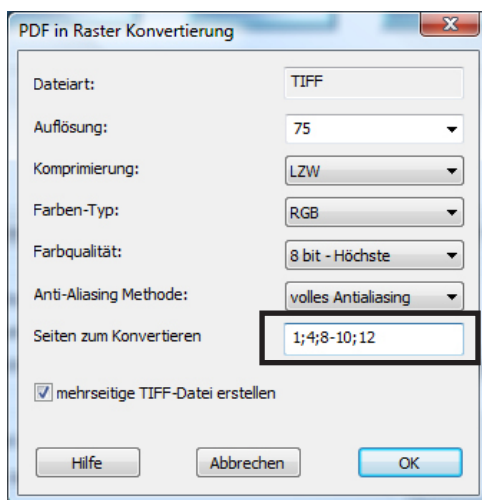 PDF in Raster Konvertierung
Dateiart: TIFF
Auflösung: 75
Komprimierung: LZW
Farben-Typ: RGB
Farbqualität: 8 bit - Höchste
Anti-Aliasing Methode: volles Antialiasing
Seiten zum Konvertieren 1;4;8-10;12
mehrseitige TIFF-Datei erstellen
Hilfe Abbrechen OK